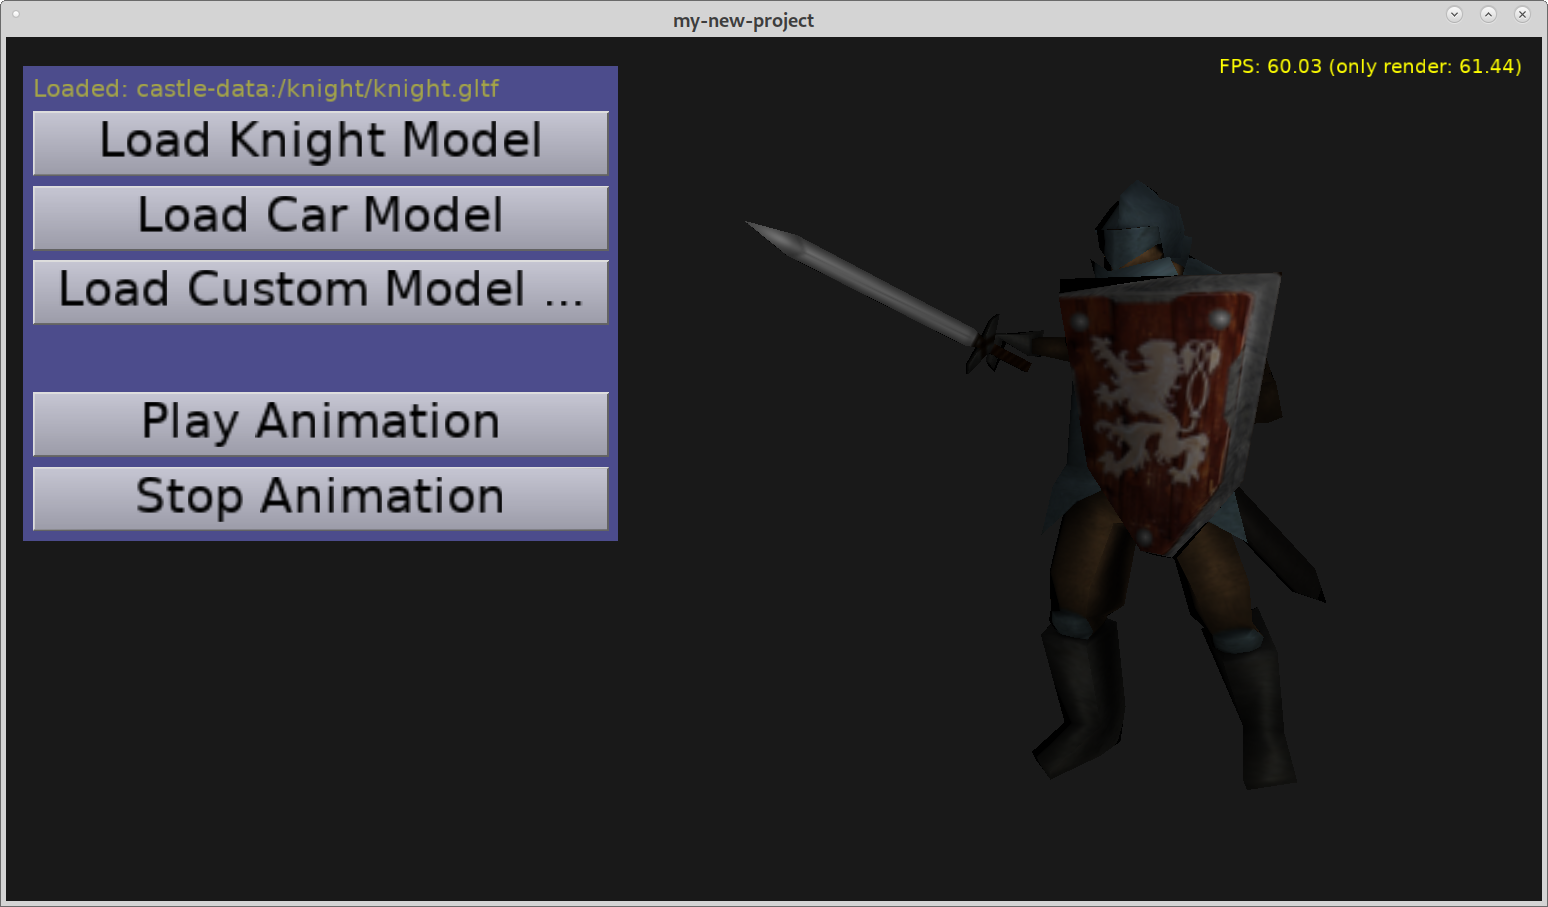 my-new-project
Loaded: castle-data:/knight/knight.gltf
FPS: 60.03 (only render: 61.44)
Load Knight Model
Load Car Model
Load Custom Model ...
Play Animation
Stop Animation